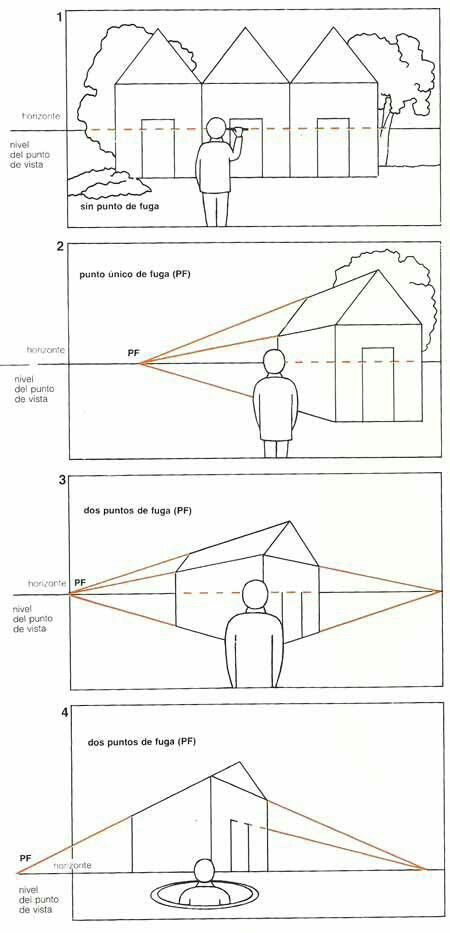 1
horizonte
nivel
del punto
de vista
sin punto de fuga
2
punto único de fuga (PF)
horizonte
PF
nivel
del punto
de vista
3
dos puntos de fuga (PF)
horizonte
PF
nivel
del punto
de vista
4
dos puntos de fuga (PF)
PF
horizonte
nivel
del punto
de vista